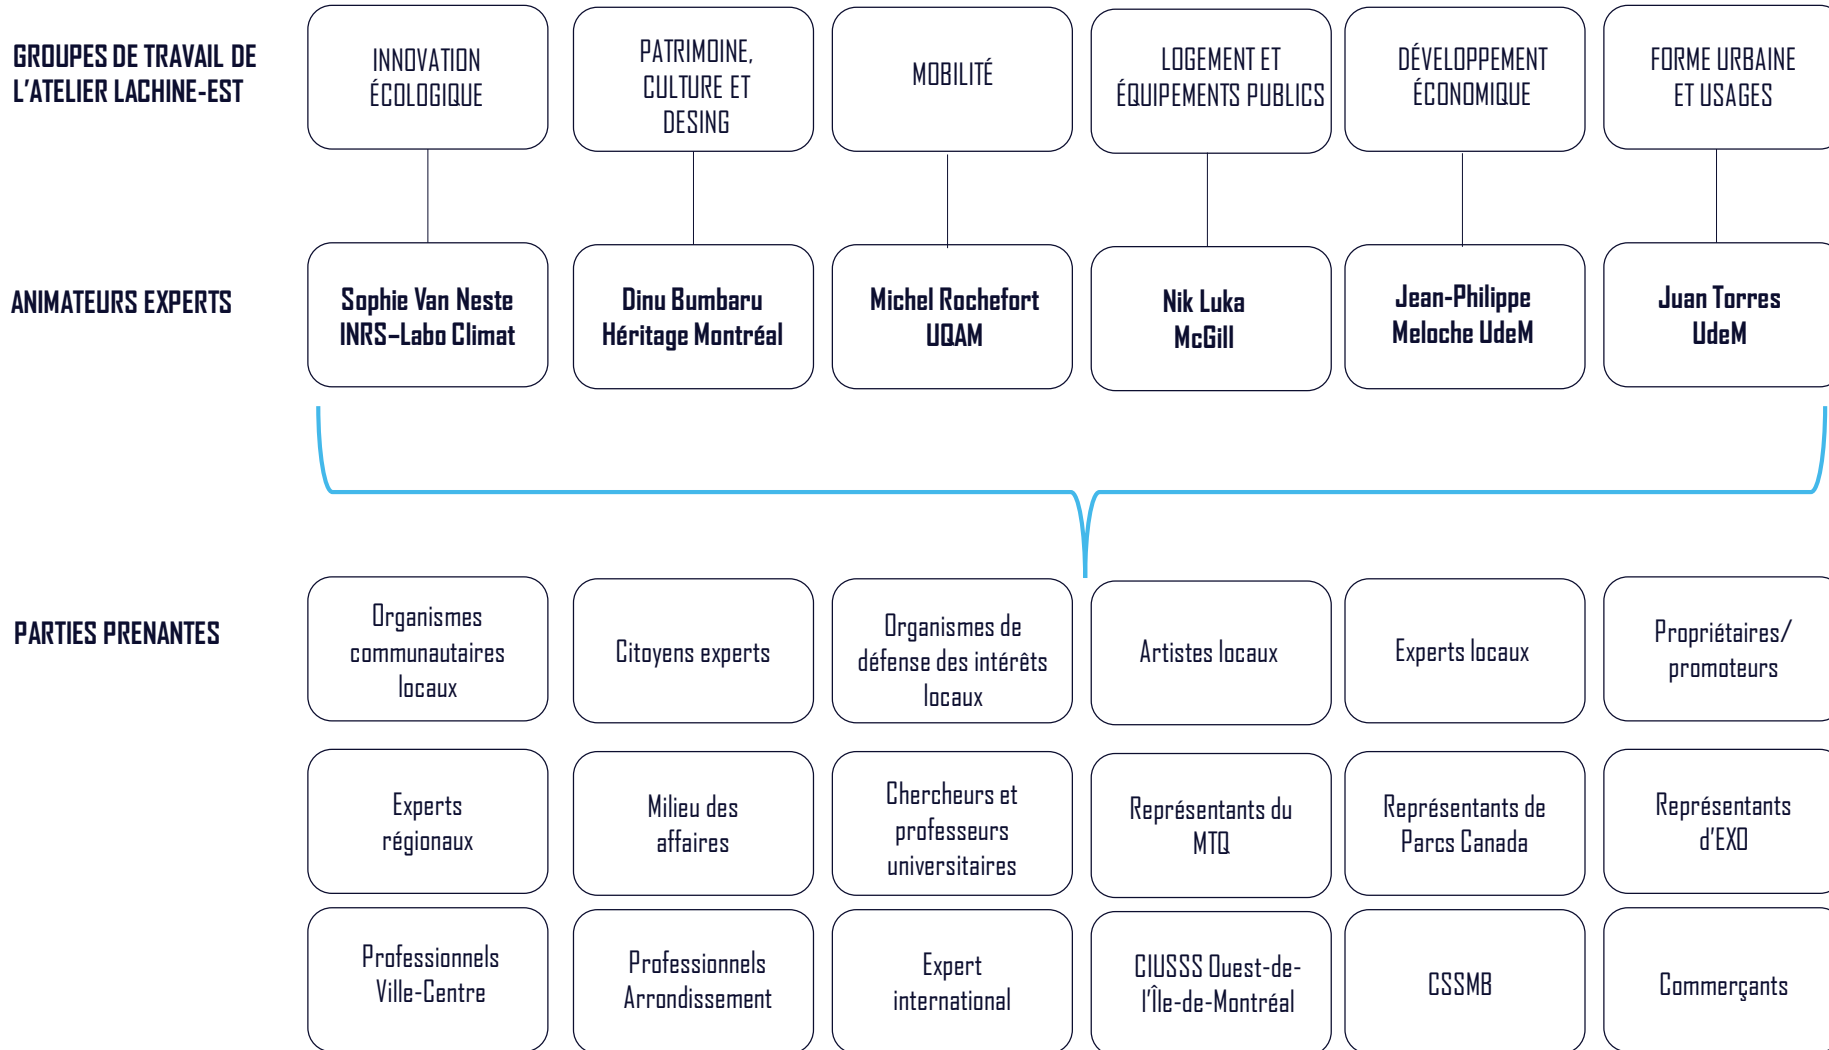 GROUPES DE TRAVAIL DE
L'ATELIER LACHINE-EST
INNOVATION
ÉCOLOGIQUE
PATRIMOINE,
CULTURE ET
DESING
MOBILITÉ
LOGEMENT ET
ÉQUIPEMENTS PUBLICS
DÉVELOPPEMENT
ÉCONOMIQUE
FORME URBAINE
ET USAGES
ANIMATEURS EXPERTS
Sophie Van Neste
INRS–Labo Climat
Dinu Bumbaru
Héritage Montréal
Michel Rochefort
UQAM
Nik Luka
McGill
Jean-Philippe
Meloche UdeM
Juan Torres
UdeM
PARTIES PRENANTES
Organismes
communautaires
locaux
Citoyens experts
Organismes de
défense des intérêts
locaux
Artistes locaux
Experts locaux
Propriétaires/
promoteurs
Experts
régionaux
Milieu des
affaires
Chercheurs et
professeurs
universitaires
Représentants du
MTQ
Représentants de
Parcs Canada
Représentants
d'EXO
Professionnels
Ville-Centre
Professionnels
Arrondissement
Expert
international
CIUSSS Ouest-de-
l'Île-de-Montréal
CSSMB
Commerçants